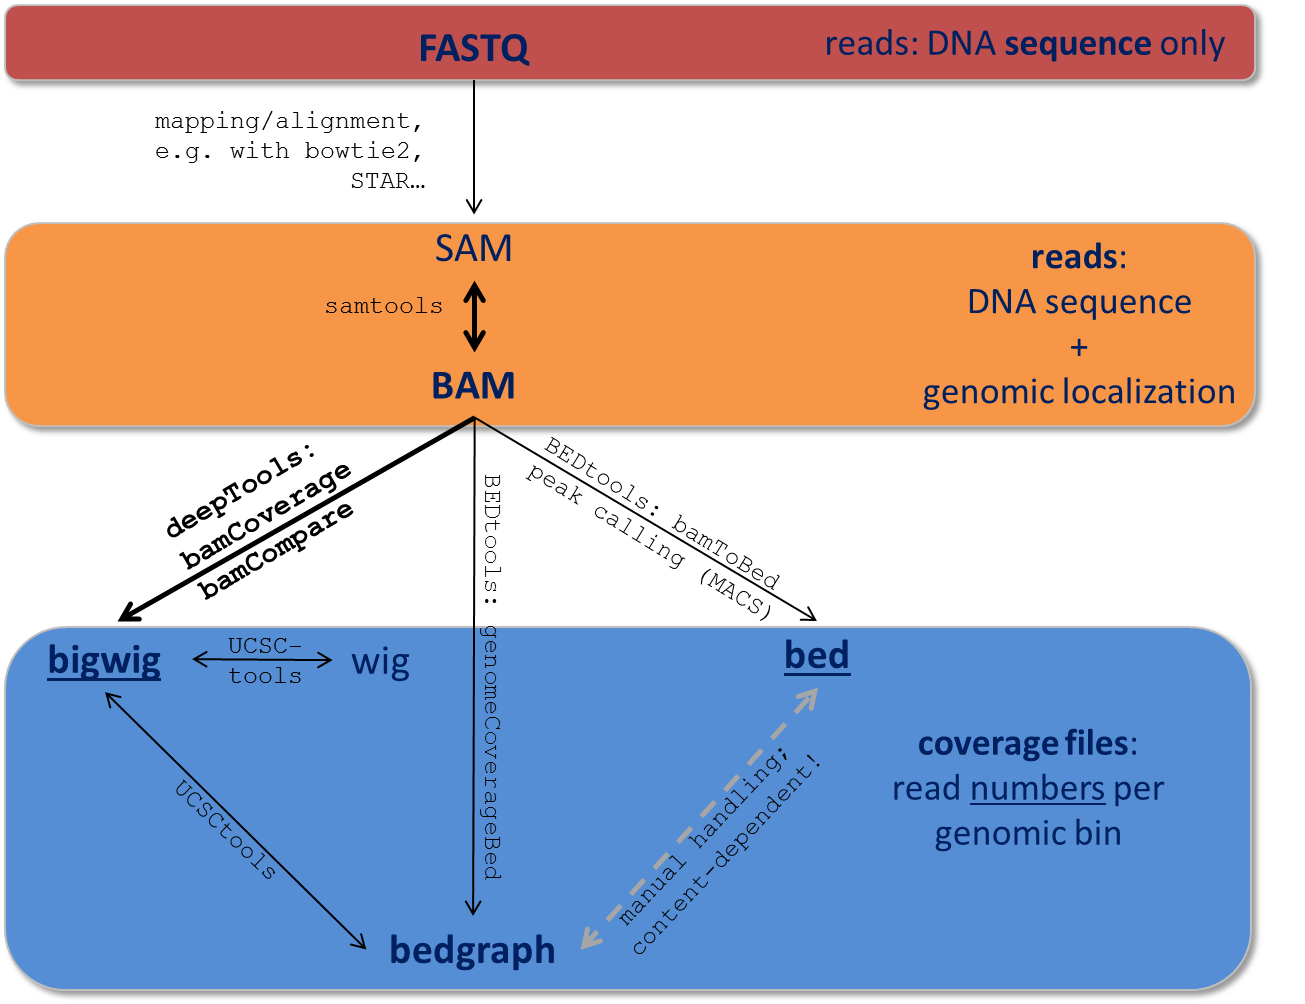 FASTQ
reads: DNA sequence only
mapping/alignment,
e.g. with bowtie2,
STAR…
SAM
samtools
BAM
reads:
DNA sequence
+
genomic localization
deepTools:
bamCoverage
bamCompare
BEDtools: genomeCoverageBed
BEDtools: bamToBed
peak calling (MACS)
bigwig
UCSC-
tools
wig
bed
UCSCtools
manual handling;
content-dependent!
coverage files:
read numbers per
genomic bin
bedgraph